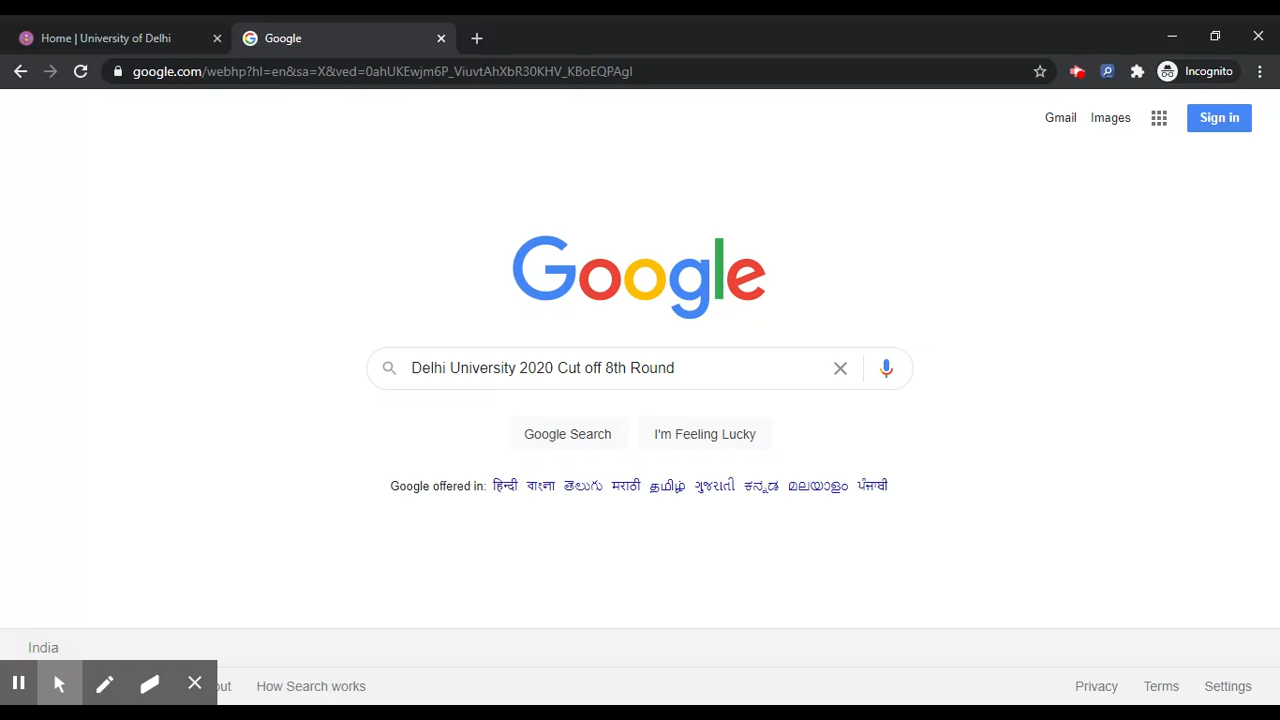 Home | University of Delhi
Google
google.com/webhp?hl=en&sa=X&ved=0ahUKEwjm6P_ViuvtAhXbR30KHV_KBoEQPAgI
Incognito
Gmail Images Sign in
Google
Delhi University 2020 Cut off 8th Round
Google Search I'm Feeling Lucky
Google offered in: हिन्दी বাংলা తెలుగు मराठी தமிழ் ગુજરાતી ಕನ್ನಡ മലയാളം ਪੰਜਾਬੀ
India
out How Search works Privacy Terms Settings